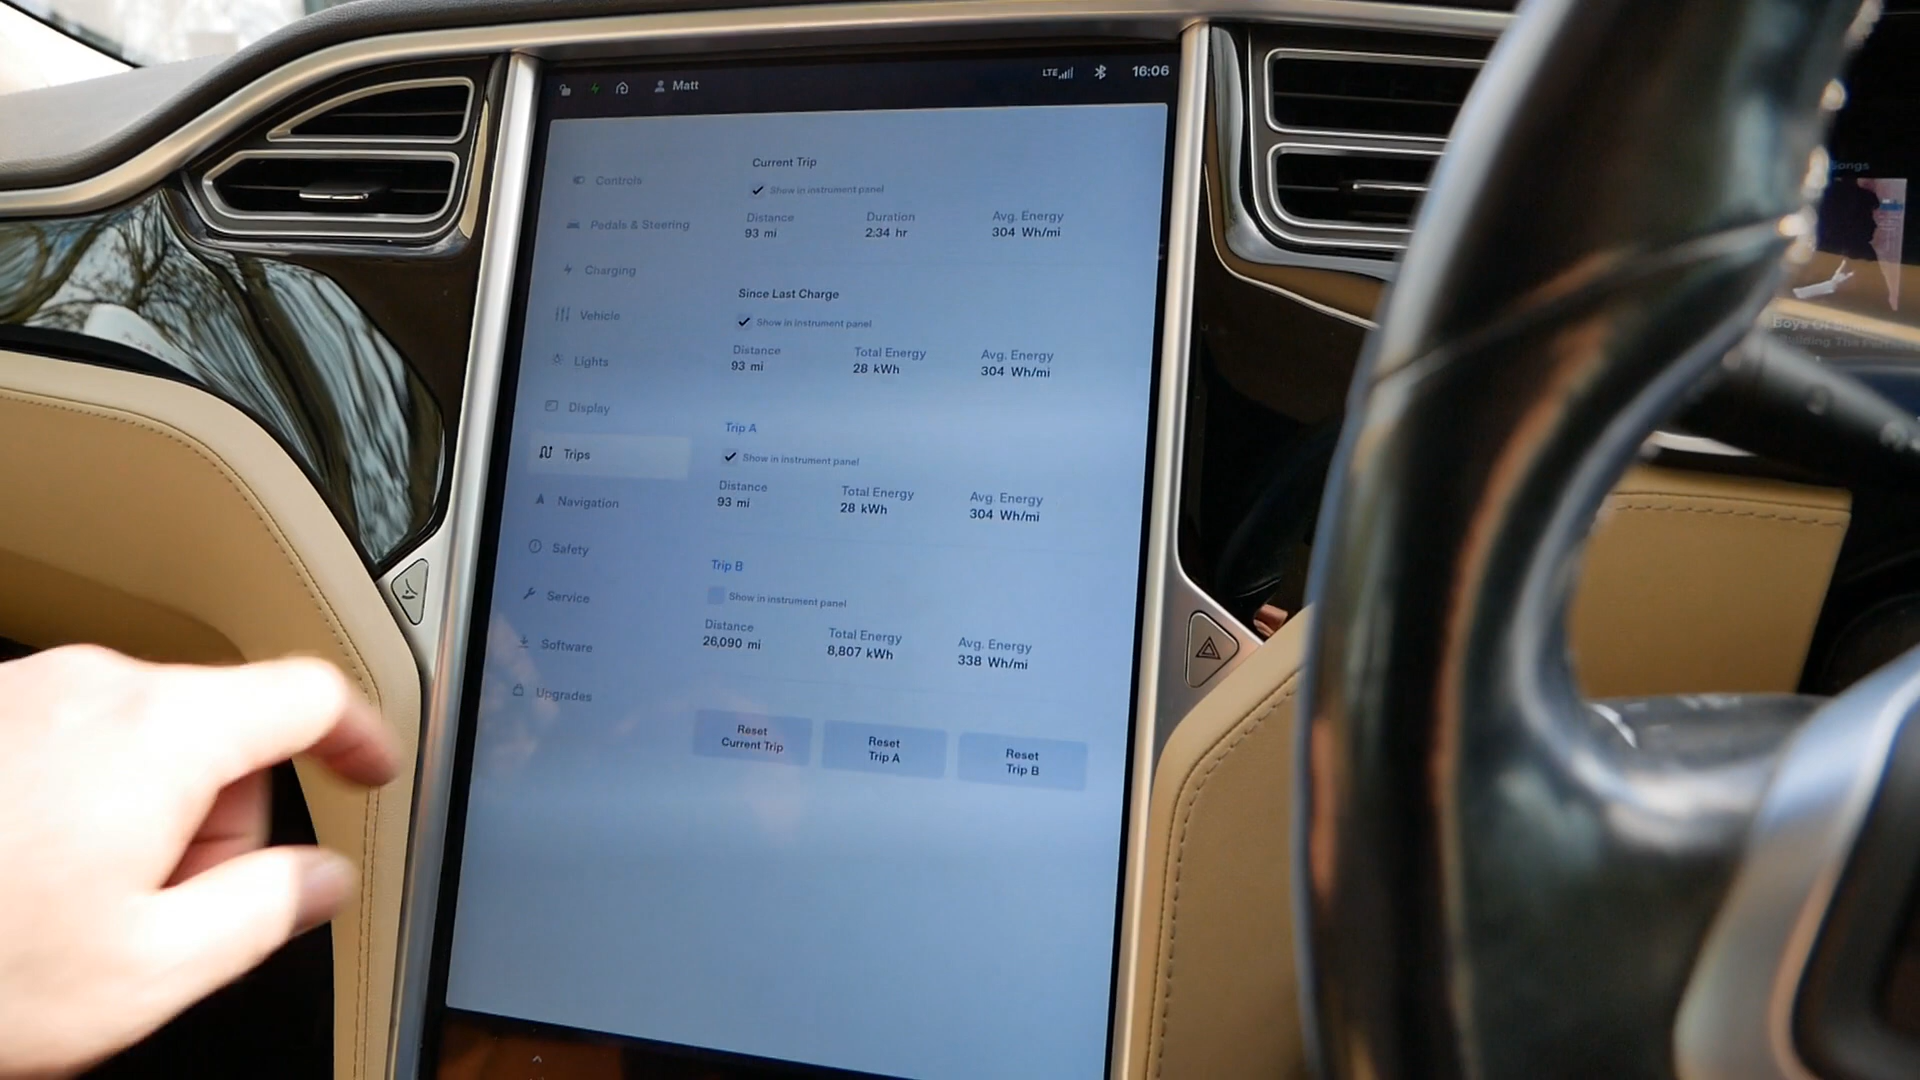 Matt
LTE
16:06
Controls
Pedals & Steering
Charging
Vehicle
Lights
Display
Trips
Navigation
Safety
Service
Software
Upgrades
Current Trip
Show in instrument panel
Distance Duration Avg. Energy
93 mi 2.34 hr 304 Wh/mi
Since Last Charge
Show in instrument panel
Distance Total Energy Avg. Energy
93 mi 28 kWh 304 Wh/mi
Trip A
Show in instrument panel
Distance Total Energy Avg. Energy
93 mi 28 kWh 304 Wh/mi
Trip B
Show in instrument panel
Distance Total Energy Avg. Energy
26,090 mi 8,807 kWh 338 Wh/mi
Reset
Current Trip
Reset
Trip A
Reset
Trip B
Songs
Boys Of
Building The